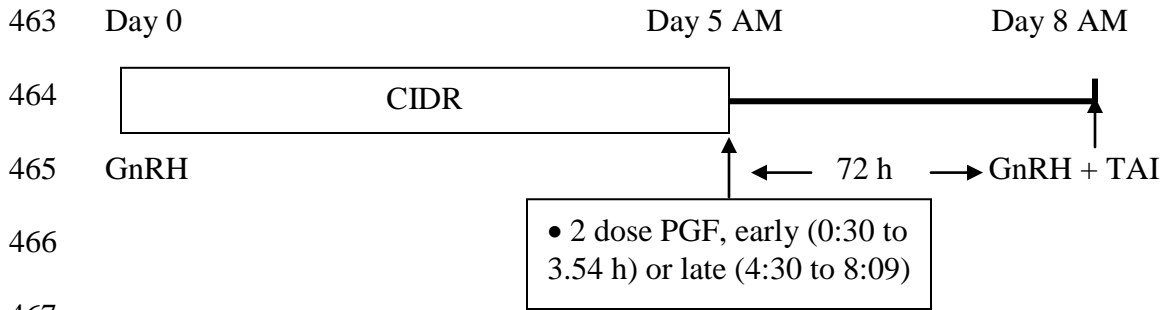 463 Day 0 Day 5 AM Day 8 AM
464 CIDR
465 GnRH 72 h GnRH + TAI
466 • 2 dose PGF, early (0:30 to
3.54 h) or late (4:30 to 8:09)